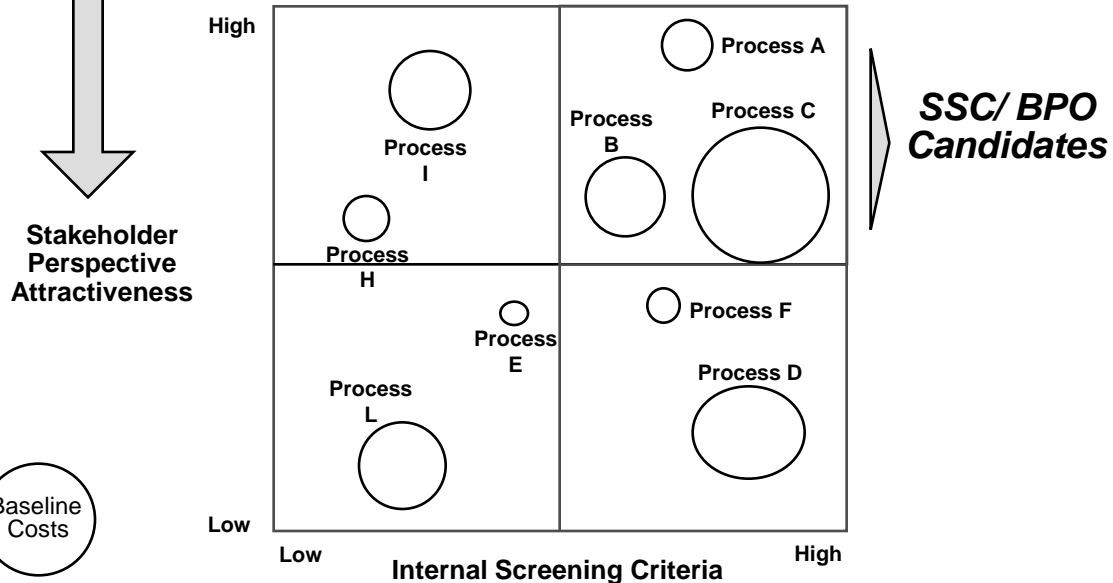 High
Process A
Process C
SSC/ BPO
Candidates
Process
B
Process
I
Stakeholder
Perspective
Attractiveness
Process
H
Process F
Process
E
Process D
Process
L
Baseline
Costs
Low
Low
High
Internal Screening Criteria